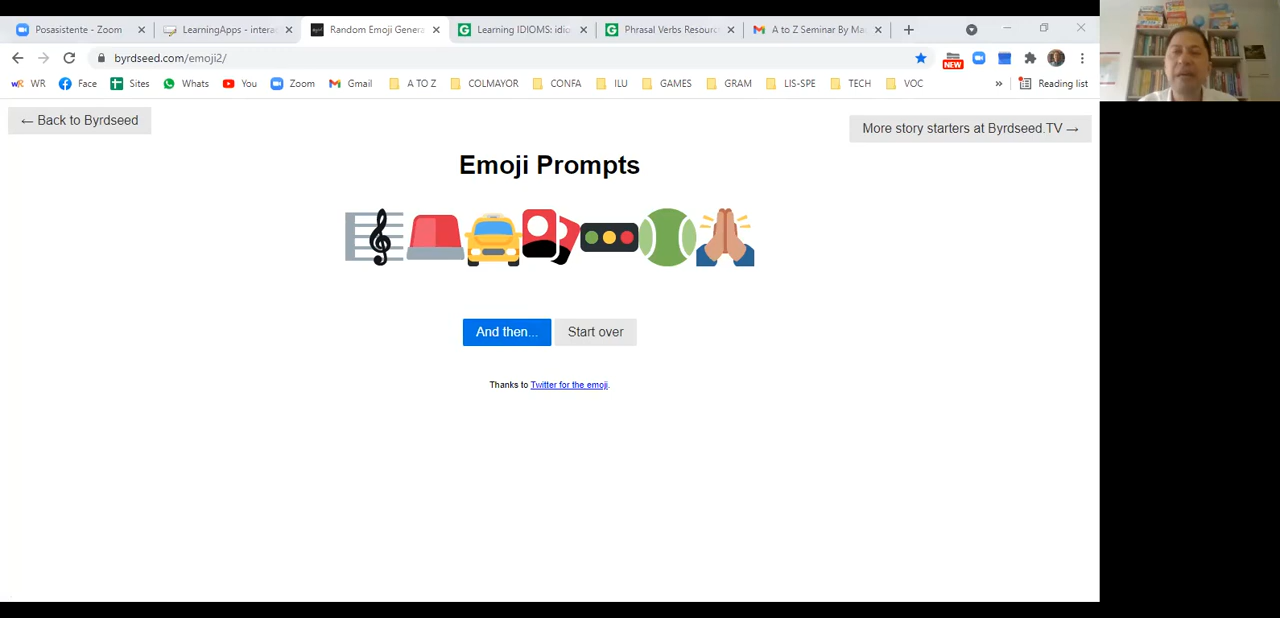 Posasistente - Zoom
LearningApps - intera
Random Emoji Genera
Learning IDIOMS: idio
Phrasal Verbs Resourc
A to Z Seminar By Ma
byrdseed.com/emoji2/
NEW
WR
Face
Sites
Whats
You
Zoom
Gmail
A TO Z
COLMAYOR
CONFA
ILU
GAMES
GRAM
LIS-SPE
TECH
VOC
»
Reading list
← Back to Byrdseed
More story starters at Byrdseed.TV →
Emoji Prompts
And then...
Start over
Thanks to Twitter for the emoji.